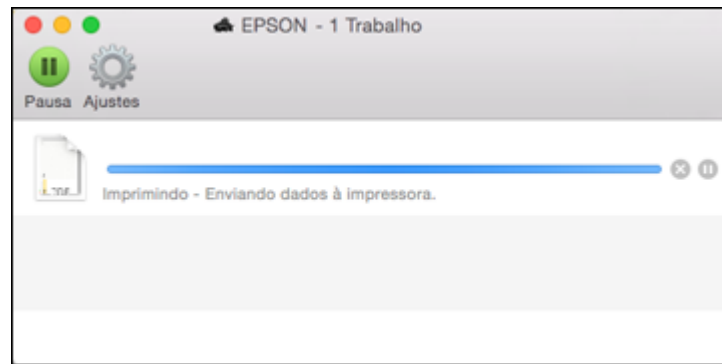 EPSON - 1 Trabalho
Pausa Ajustes
Imprimindo - Enviando dados à impressora.